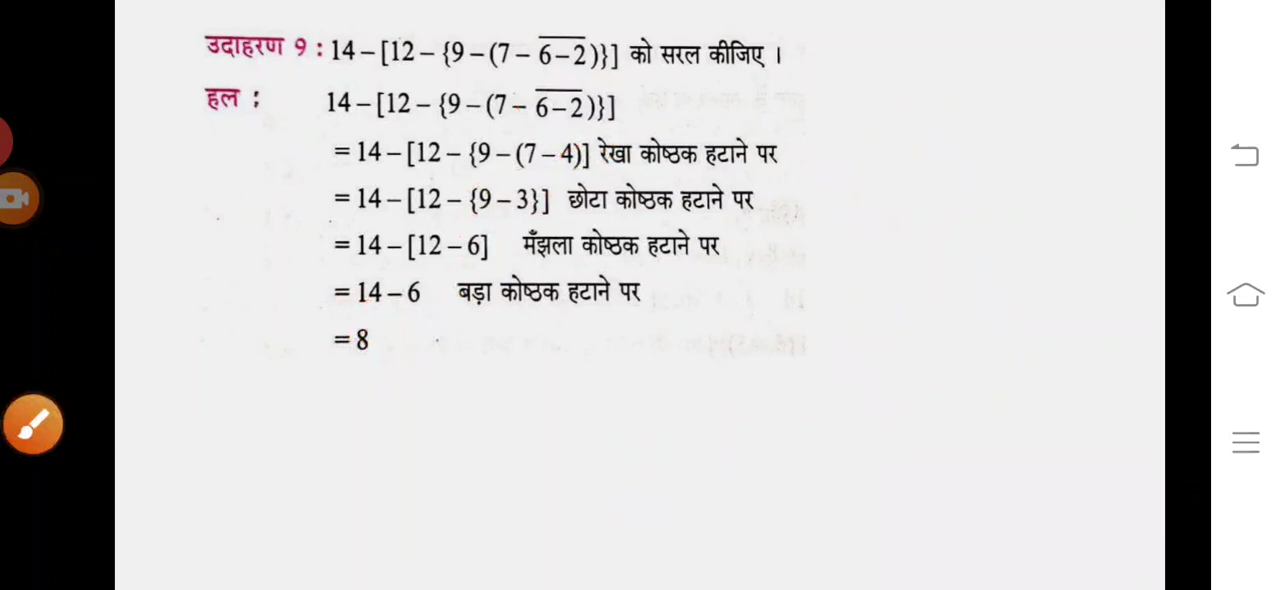 उदाहरण 9 : 14 – [12 – {9 – (7 – 6̅ ̅–̅ ̅2̅)}] को सरल कीजिए ।
हल : 14 – [12 – {9 – (7 – 6̅ ̅–̅ ̅2̅)}]
= 14 – [12 – {9 – (7 – 4)] रेखा कोष्ठक हटाने पर
= 14 – [12 – {9 – 3}] छोटा कोष्ठक हटाने पर
= 14 – [12 – 6] मँझला कोष्ठक हटाने पर
= 14 – 6 बड़ा कोष्ठक हटाने पर
= 8